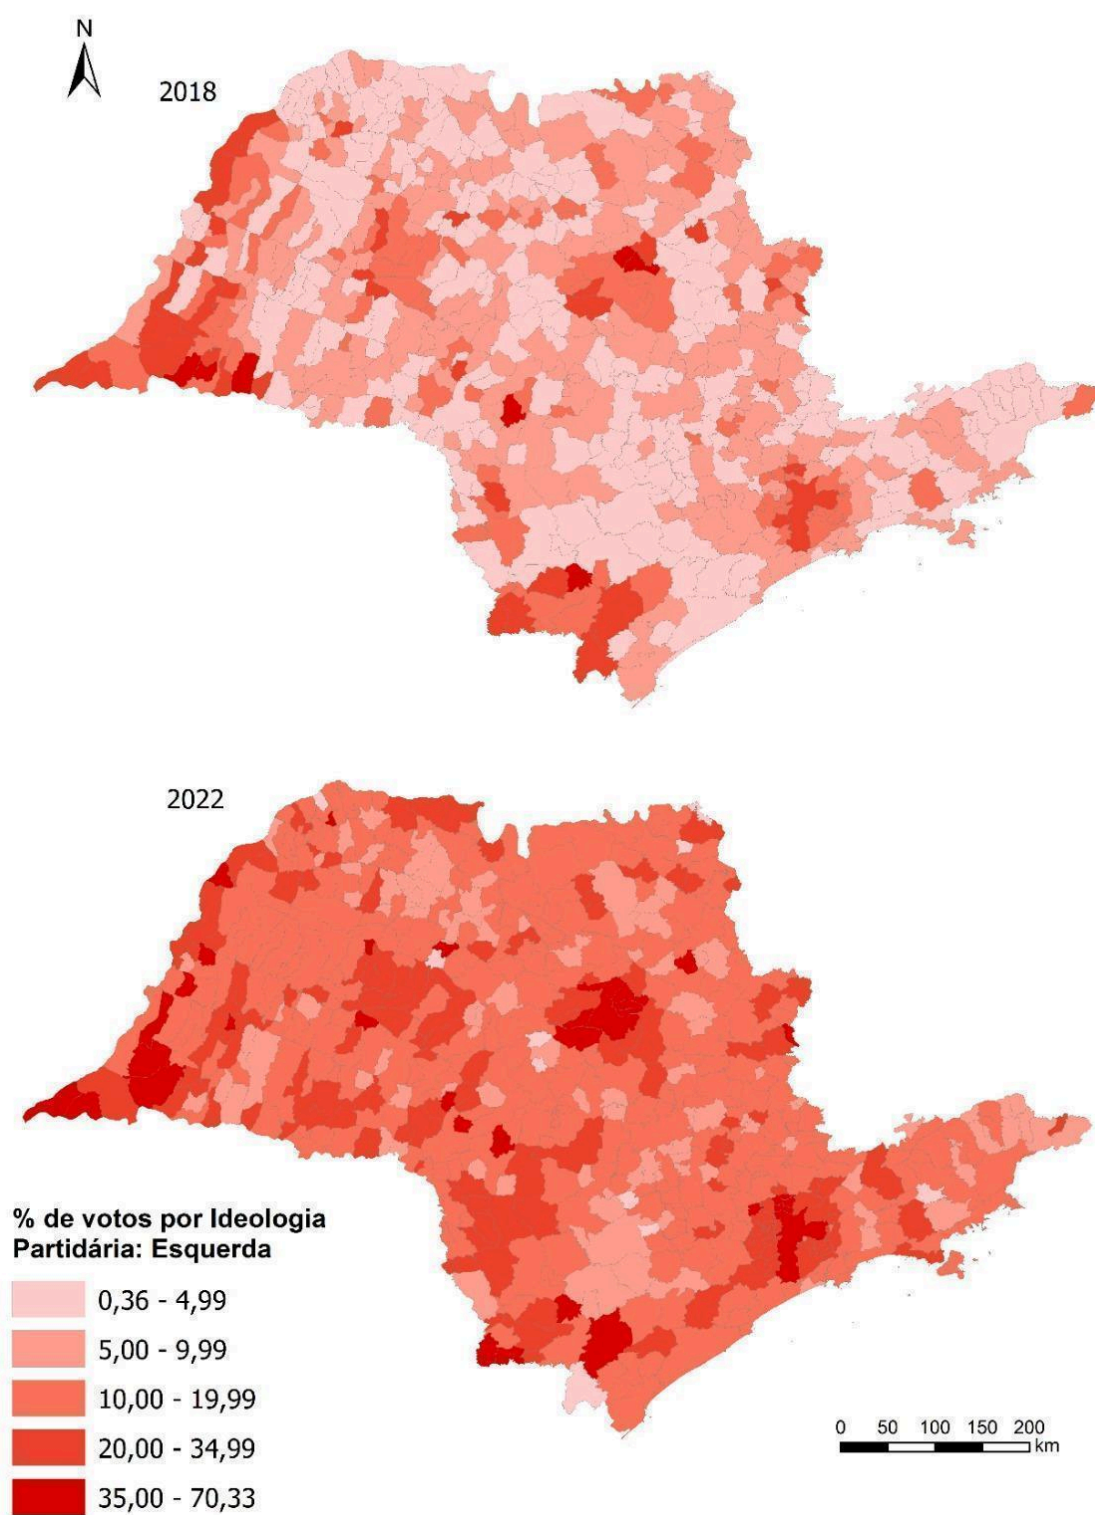 N
2018
2022
% de votos por Ideologia
Partidária: Esquerda
0,36 - 4,99
5,00 - 9,99
10,00 - 19,99
20,00 - 34,99
35,00 - 70,33
0 50 100 150 200
km